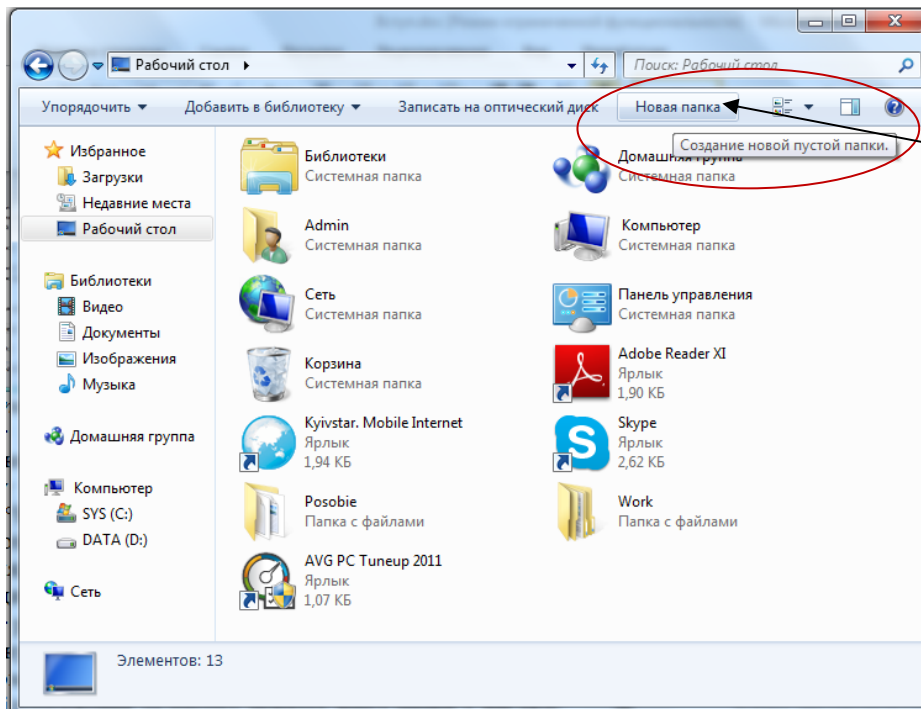 Рабочий стол
Поиск: Рабочий стол
Упорядочить Добавить в библиотеку Записать на оптический диск Новая папка
Создание новой пустой папки.
Избранное
Загрузки
Недавние места
Рабочий стол
Библиотеки
Видео
Документы
Изображения
Музыка
Домашняя группа
Компьютер
SYS (C:)
DATA (D:)
Сеть
Библиотеки
Системная папка
Домашняя группа
Системная папка
Admin
Системная папка
Компьютер
Системная папка
Сеть
Системная папка
Панель управления
Системная папка
Корзина
Системная папка
Adobe Reader XI
Ярлык
1,90 КБ
Kyivstar. Mobile Internet
Ярлык
1,94 КБ
Skype
Ярлык
2,62 КБ
Posobie
Папка с файлами
Work
Папка с файлами
AVG PC Tuneup 2011
Ярлык
1,07 КБ
Элементов: 13